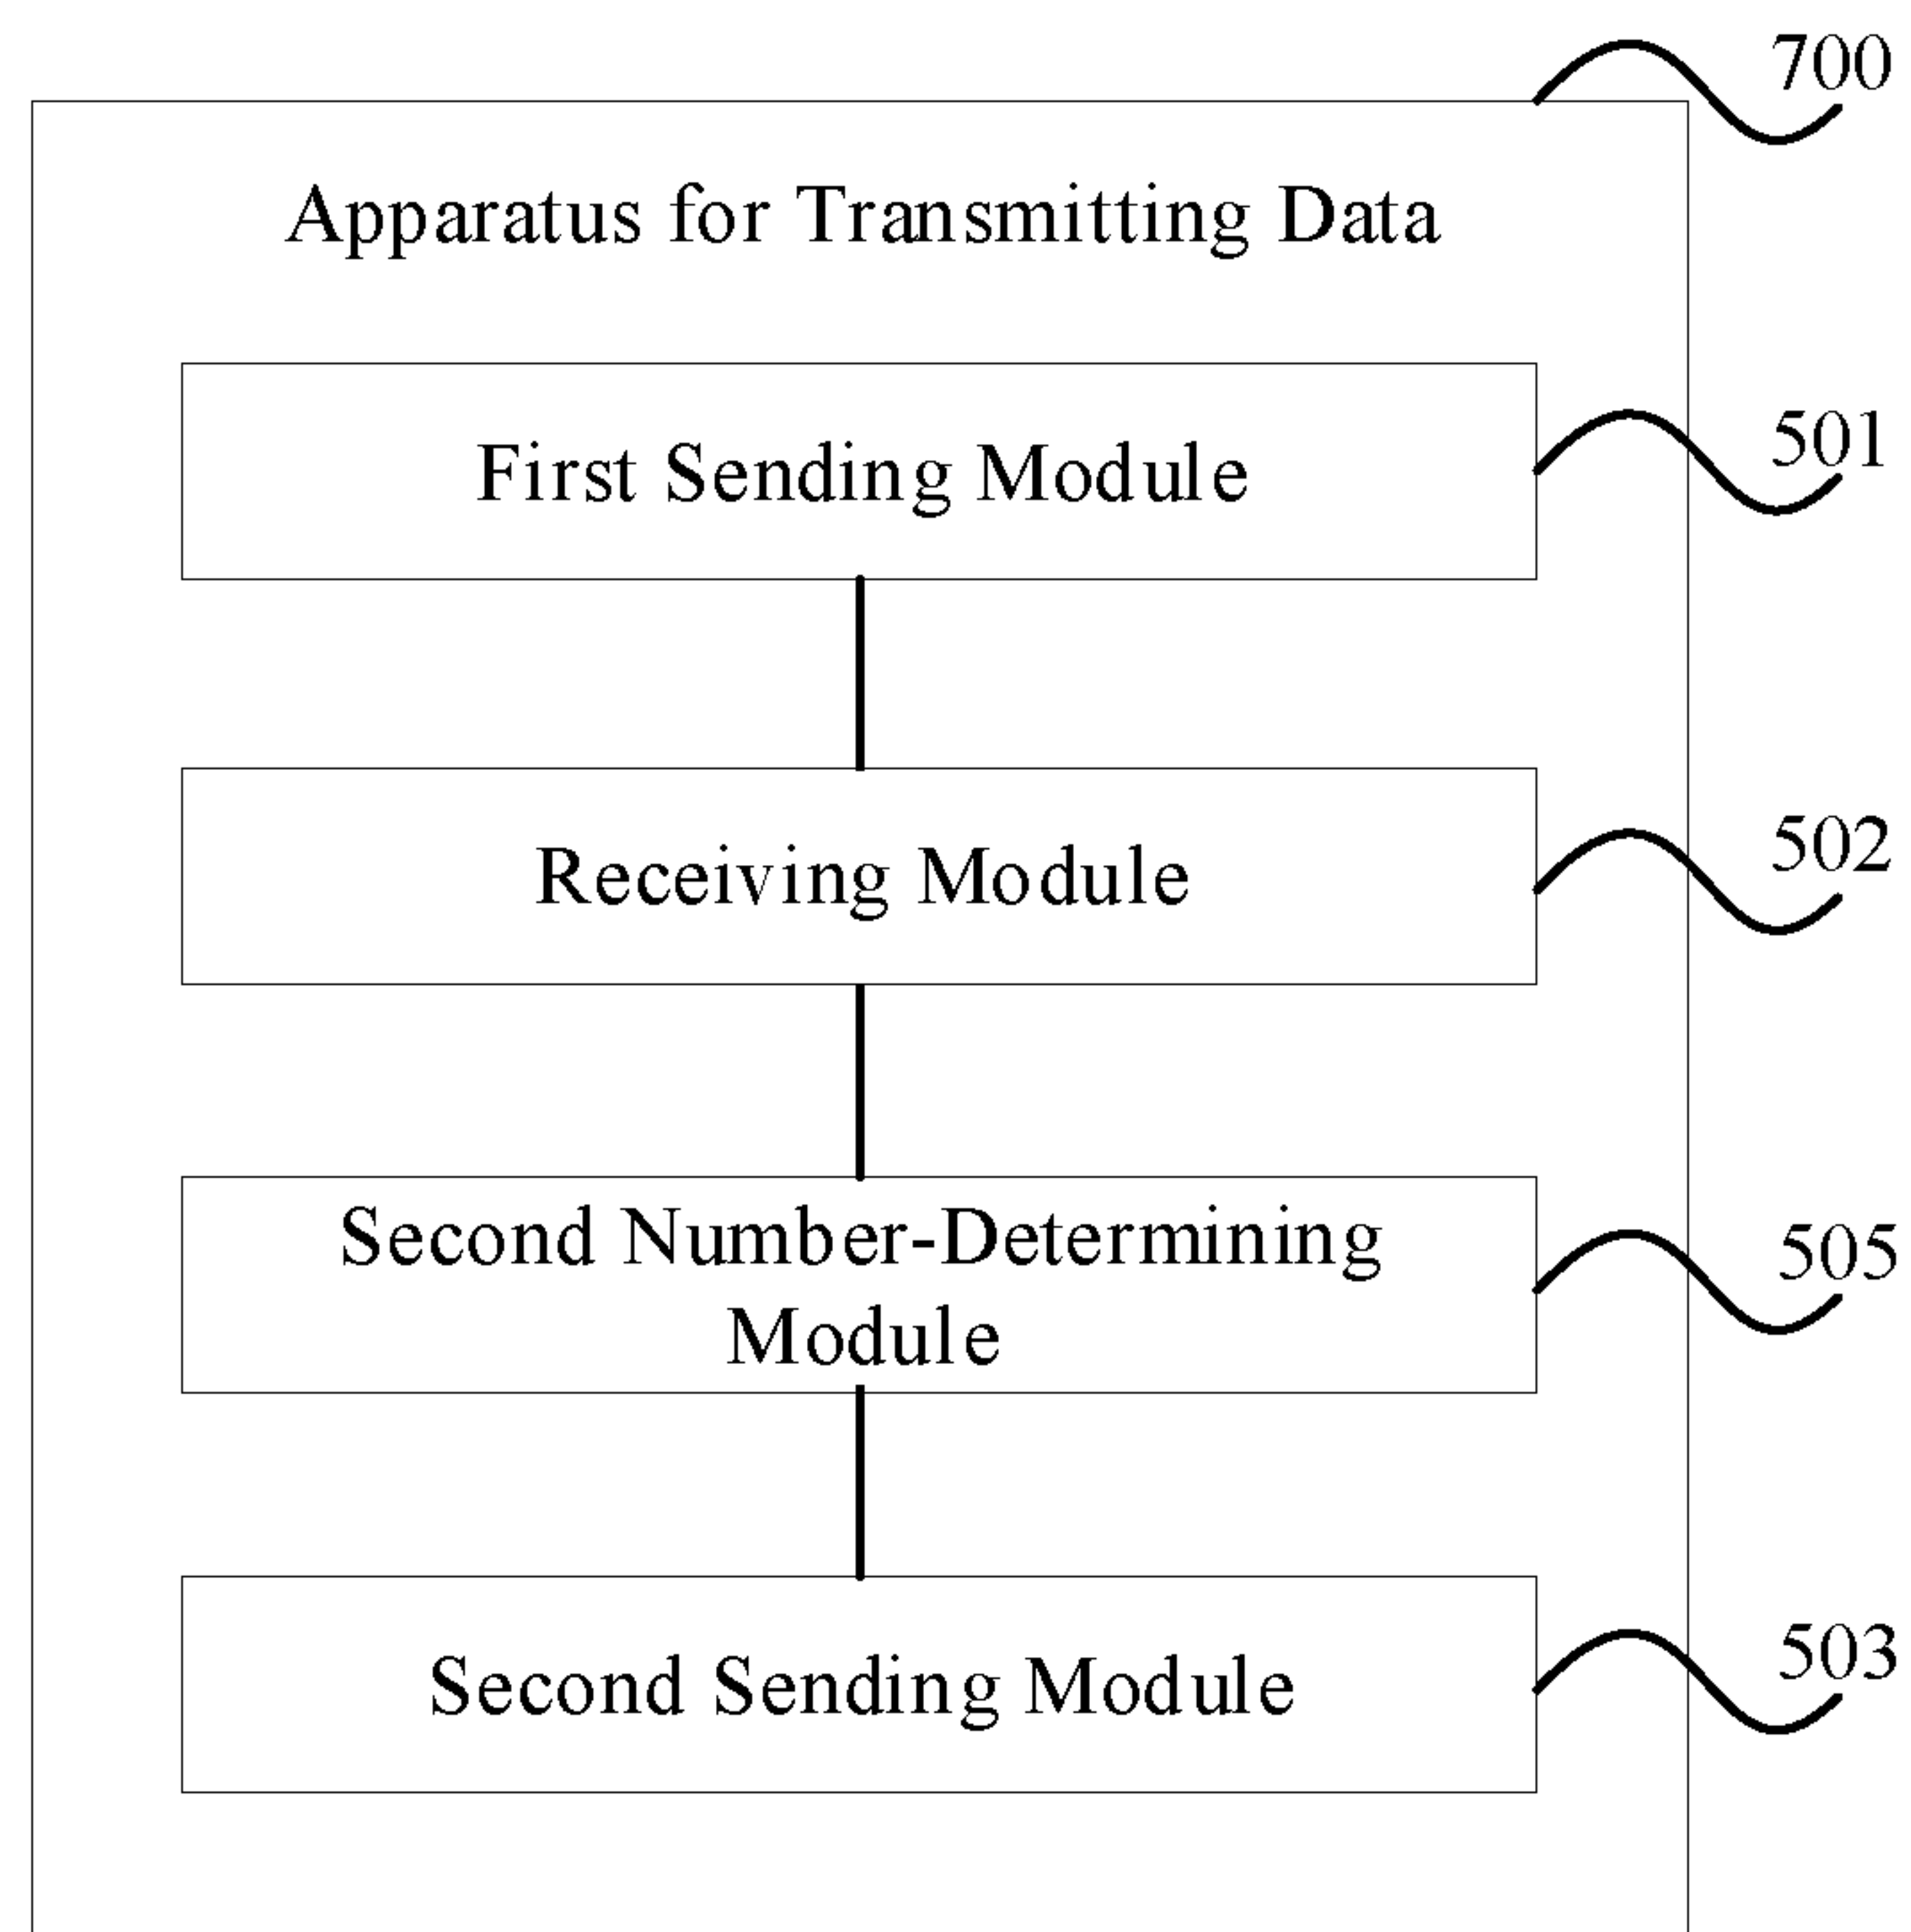 700
Apparatus for Transmitting Data
First Sending Module
501
Receiving Module
502
Second Number-Determining
Module
505
Second Sending Module
503